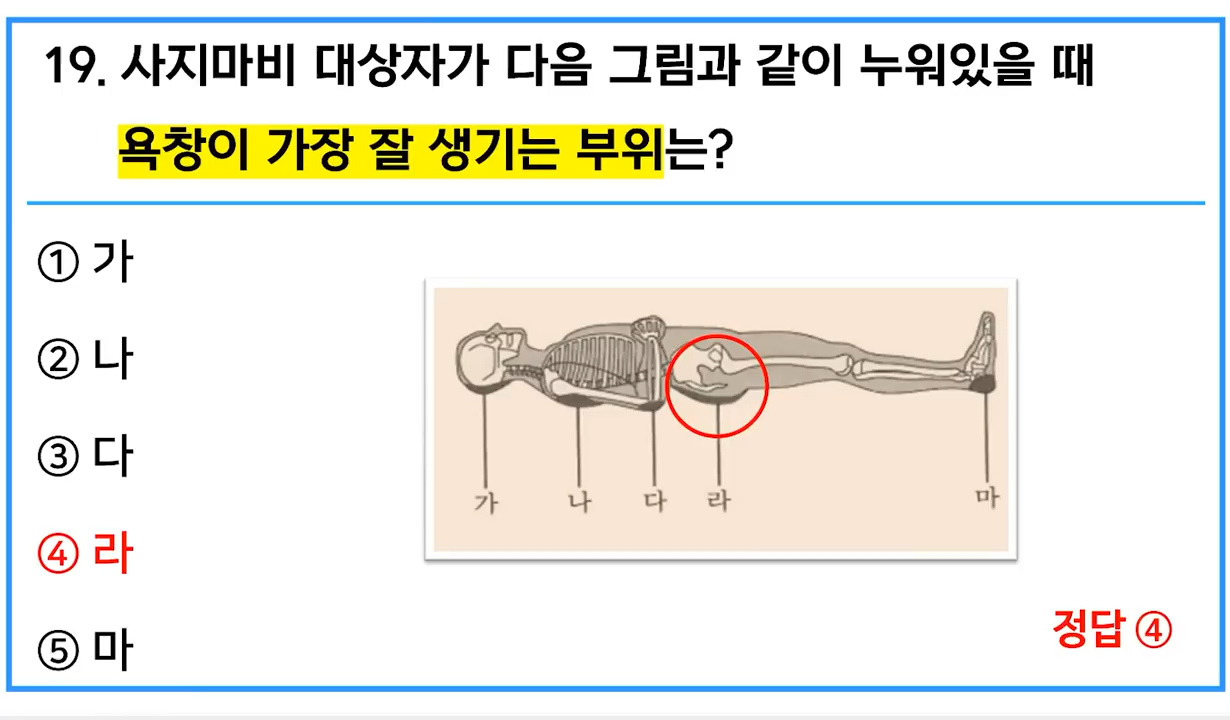 19. 사지마비 대상자가 다음 그림과 같이 누워있을 때
욕창이 가장 잘 생기는 부위는?
① 가
② 나
③ 다
④ 라
⑤ 마
가 나 다 라 마
정답 ④